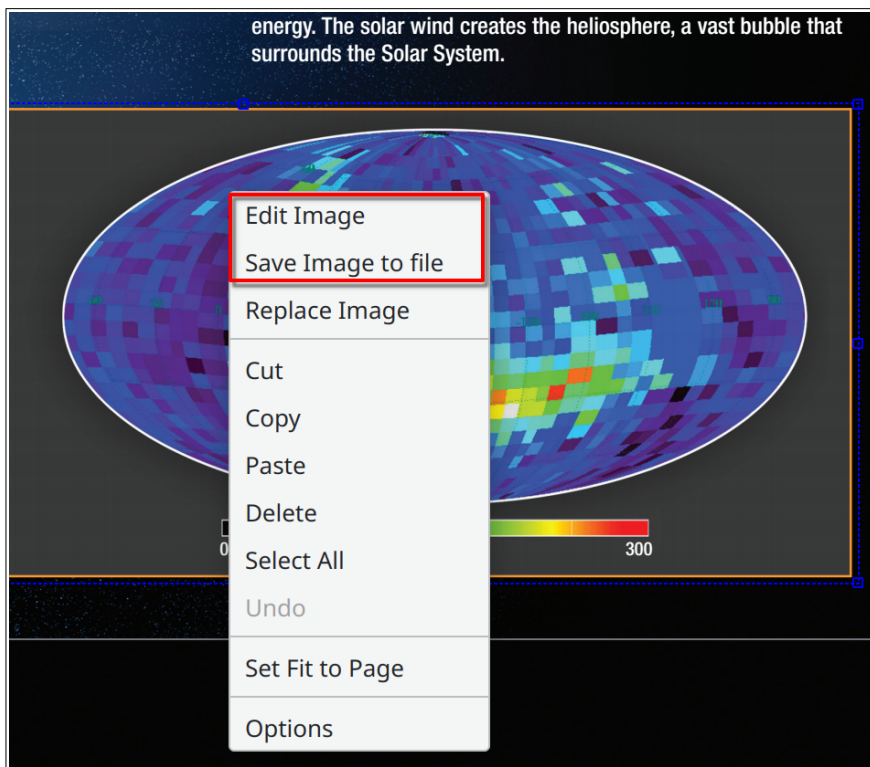 energy. The solar wind creates the heliosphere, a vast bubble that
surrounds the Solar System.
Edit Image
Save Image to file
Replace Image
Cut
Copy
Paste
Delete
Select All
Undo
Set Fit to Page
Options
0
300